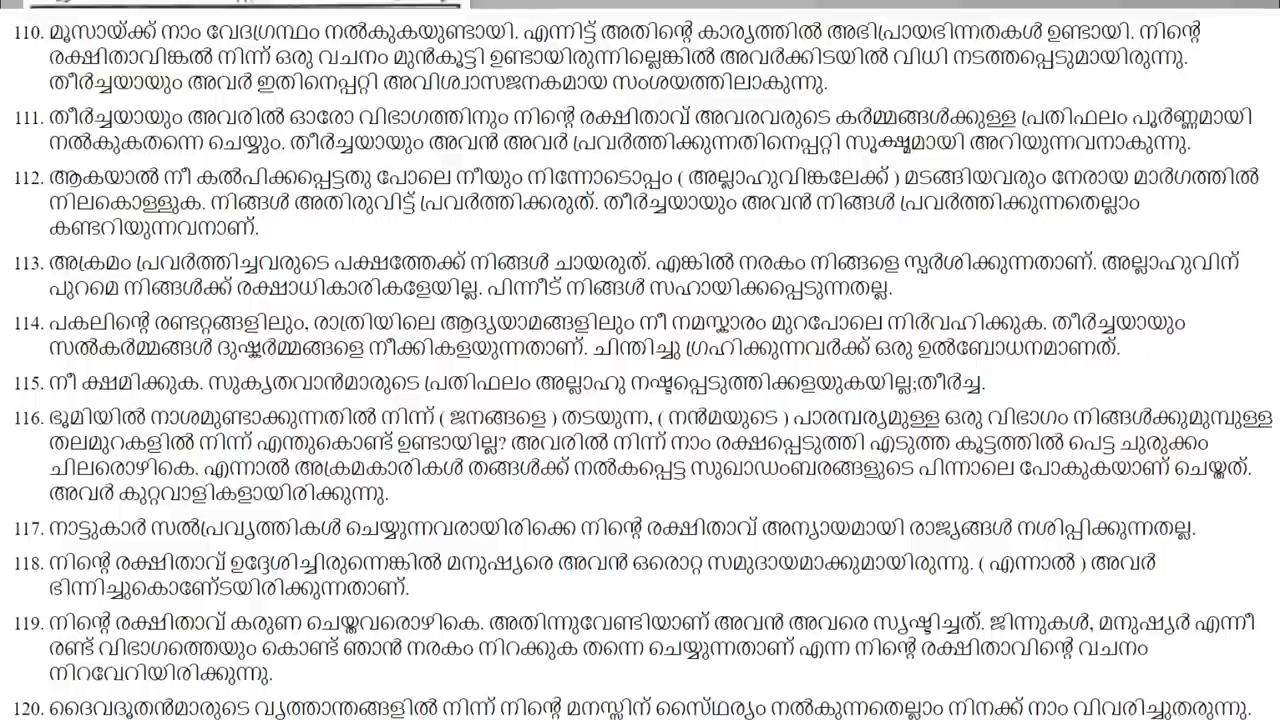 110. മൂസായ്ക്ക് നാം വേദഗ്രന്ഥം നൽകുകയുണ്ടായി. എന്നിട്ട് അതിന്റെ കാര്യത്തിൽ അഭിപ്രായഭിന്നതകൾ ഉണ്ടായി. നിന്റെ
രക്ഷിതാവിങ്കൽ നിന്ന് ഒരു വചനം മുൻകൂട്ടി ഉണ്ടായിരുന്നില്ലെങ്കിൽ അവർക്കിടയിൽ വിധി നടത്തപ്പെടുമായിരുന്നു.
തീർച്ചയായും അവർ ഇതിനെപ്പറ്റി അവിശ്വാസജനകമായ സംശയത്തിലാകുന്നു.
111. തീർച്ചയായും അവരിൽ ഓരോ വിഭാഗത്തിനും നിന്റെ രക്ഷിതാവ് അവരവരുടെ കർമ്മങ്ങൾക്കുള്ള പ്രതിഫലം പൂർണ്ണമായി
നൽകുകതന്നെ ചെയ്യും. തീർച്ചയായും അവൻ അവർ പ്രവർത്തിക്കുന്നതിനെപ്പറ്റി സൂക്ഷ്മമായി അറിയുന്നവനാകുന്നു.
112. ആകയാൽ നീ കൽപിക്കപ്പെട്ടതു പോലെ നീയും നിന്നോടൊപ്പം ( അല്ലാഹുവിങ്കലേക്ക് ) മടങ്ങിയവരും നേരായ മാർഗത്തിൽ
നിലകൊള്ളുക. നിങ്ങൾ അതിരുവിട്ട് പ്രവർത്തിക്കരുത്. തീർച്ചയായും അവൻ നിങ്ങൾ പ്രവർത്തിക്കുന്നതെല്ലാം
കണ്ടറിയുന്നവനാണ്.
113. അക്രമം പ്രവർത്തിച്ചവരുടെ പക്ഷത്തേക്ക് നിങ്ങൾ ചായരുത്. എങ്കിൽ നരകം നിങ്ങളെ സ്പർശിക്കുന്നതാണ്. അല്ലാഹുവിന്
പുറമെ നിങ്ങൾക്ക് രക്ഷാധികാരികളേയില്ല. പിന്നീട് നിങ്ങൾ സഹായിക്കപ്പെടുന്നതല്ല.
114. പകലിന്റെ രണ്ടറ്റങ്ങളിലും, രാത്രിയിലെ ആദ്യയാമങ്ങളിലും നീ നമസ്കാരം മുറപോലെ നിർവഹിക്കുക. തീർച്ചയായും
സൽകർമ്മങ്ങൾ ദുഷ്കർമ്മങ്ങളെ നീക്കികളയുന്നതാണ്. ചിന്തിച്ചു ഗ്രഹിക്കുന്നവർക്ക് ഒരു ഉൽബോധനമാണത്.
115. നീ ക്ഷമിക്കുക. സുകൃതവാൻമാരുടെ പ്രതിഫലം അല്ലാഹു നഷ്ടപ്പെടുത്തിക്കളയുകയില്ല;തീർച്ച.
116. ഭൂമിയിൽ നാശമുണ്ടാക്കുന്നതിൽ നിന്ന് ( ജനങ്ങളെ ) തടയുന്ന, ( നൻമയുടെ ) പാരമ്പര്യമുള്ള ഒരു വിഭാഗം നിങ്ങൾക്കുമുമ്പുള്ള
തലമുറകളിൽ നിന്ന് എന്തുകൊണ്ട് ഉണ്ടായില്ല? അവരിൽ നിന്ന് നാം രക്ഷപ്പെടുത്തി എടുത്ത കൂട്ടത്തിൽ പെട്ട ചുരുക്കം
ചിലരൊഴികെ. എന്നാൽ അക്രമകാരികൾ തങ്ങൾക്ക് നൽകപ്പെട്ട സുഖാഡംബരങ്ങളുടെ പിന്നാലെ പോകുകയാണ് ചെയ്തത്.
അവർ കുറ്റവാളികളായിരിക്കുന്നു.
117. നാട്ടുകാർ സൽപ്രവൃത്തികൾ ചെയ്യുന്നവരായിരിക്കെ നിന്റെ രക്ഷിതാവ് അന്യായമായി രാജ്യങ്ങൾ നശിപ്പിക്കുന്നതല്ല.
118. നിന്റെ രക്ഷിതാവ് ഉദ്ദേശിച്ചിരുന്നെങ്കിൽ മനുഷ്യരെ അവൻ ഒരൊറ്റ സമുദായമാക്കുമായിരുന്നു. ( എന്നാൽ ) അവർ
ഭിന്നിച്ചുകൊണ്ടേയിരിക്കുന്നതാണ്.
119. നിന്റെ രക്ഷിതാവ് കരുണ ചെയ്തവരൊഴികെ. അതിന്നുവേണ്ടിയാണ് അവൻ അവരെ സൃഷ്ടിച്ചത്. ജിന്നുകൾ, മനുഷ്യർ എന്നീ
രണ്ട് വിഭാഗത്തെയും കൊണ്ട് ഞാൻ നരകം നിറക്കുക തന്നെ ചെയ്യുന്നതാണ് എന്ന നിന്റെ രക്ഷിതാവിന്റെ വചനം
നിറവേറിയിരിക്കുന്നു.
120. ദൈവദൂതൻമാരുടെ വൃത്താന്തങ്ങളിൽ നിന്ന് നിന്റെ മനസ്സിന് സ്ഥൈര്യം നൽകുന്നതെല്ലാം നിനക്ക് നാം വിവരിച്ചുതരുന്നു.